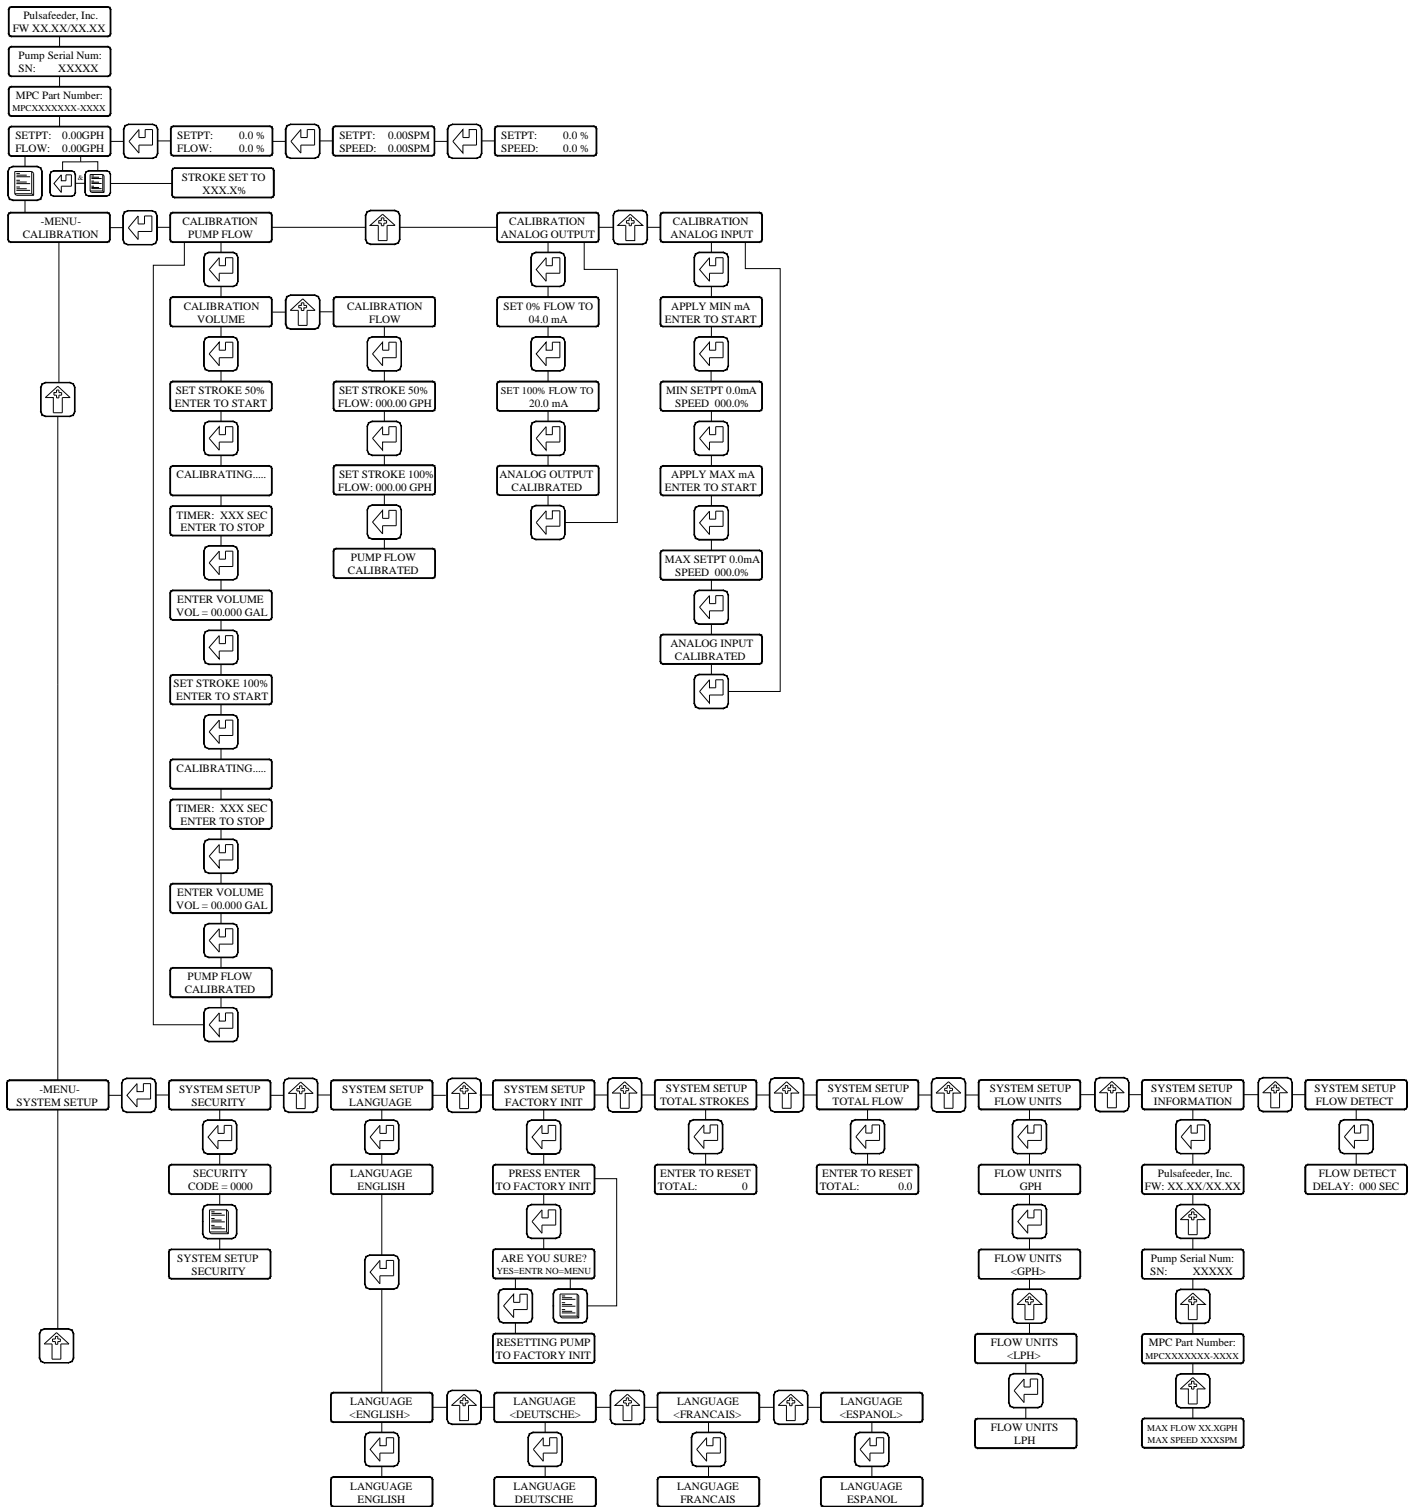 Pulsafeeder, Inc.
FW XX.XX/XX.XX
Pump Serial Num:
SN: XXXXX
MPC Part Number:
MPCXXXXXXX-XXXX
SETPT: 0.00GPH
FLOW: 0.00GPH
SETPT: 0.0 %
FLOW: 0.0 %
SETPT: 0.00SPM
SPEED: 0.00SPM
SETPT: 0.0 %
SPEED: 0.0 %
&
STROKE SET TO
XXX.X%
-MENU-
CALIBRATION
CALIBRATION
PUMP FLOW
CALIBRATION
ANALOG OUTPUT
CALIBRATION
ANALOG INPUT
CALIBRATION
VOLUME
SET STROKE 50%
ENTER TO START
CALIBRATING.....
TIMER: XXX SEC
ENTER TO STOP
ENTER VOLUME
VOL = 00.000 GAL
SET STROKE 100%
ENTER TO START
CALIBRATING.....
TIMER: XXX SEC
ENTER TO STOP
ENTER VOLUME
VOL = 00.000 GAL
PUMP FLOW
CALIBRATED
CALIBRATION
FLOW
SET STROKE 50%
FLOW: 000.00 GPH
SET STROKE 100%
FLOW: 000.00 GPH
PUMP FLOW
CALIBRATED
SET 0% FLOW TO
04.0 mA
SET 100% FLOW TO
20.0 mA
ANALOG OUTPUT
CALIBRATED
APPLY MIN mA
ENTER TO START
MIN SETPT 0.0mA
SPEED 000.0%
APPLY MAX mA
ENTER TO START
MAX SETPT 0.0mA
SPEED 000.0%
ANALOG INPUT
CALIBRATED
-MENU-
SYSTEM SETUP
SYSTEM SETUP
SECURITY
SYSTEM SETUP
LANGUAGE
SYSTEM SETUP
FACTORY INIT
SYSTEM SETUP
TOTAL STROKES
SYSTEM SETUP
TOTAL FLOW
SYSTEM SETUP
FLOW UNITS
SYSTEM SETUP
INFORMATION
SYSTEM SETUP
FLOW DETECT
SECURITY
CODE = 0000
SYSTEM SETUP
SECURITY
LANGUAGE
ENGLISH
PRESS ENTER
TO FACTORY INIT
ARE YOU SURE?
YES=ENTR NO=MENU
RESETTING PUMP
TO FACTORY INIT
ENTER TO RESET
TOTAL: 0
ENTER TO RESET
TOTAL: 0.0
FLOW UNITS
GPH
FLOW UNITS
<GPH>
FLOW UNITS
<LPH>
FLOW UNITS
LPH
Pulsafeeder, Inc.
FW: XX.XX/XX.XX
Pump Serial Num:
SN: XXXXX
MPC Part Number:
MPCXXXXXXX-XXXX
MAX FLOW XX.XGPH
MAX SPEED XXXSPM
FLOW DETECT
DELAY: 000 SEC
LANGUAGE
<ENGLISH>
LANGUAGE
<DEUTSCHE>
LANGUAGE
<FRANCAIS>
LANGUAGE
<ESPANOL>
LANGUAGE
ENGLISH
LANGUAGE
DEUTSCHE
LANGUAGE
FRANCAIS
LANGUAGE
ESPANOL